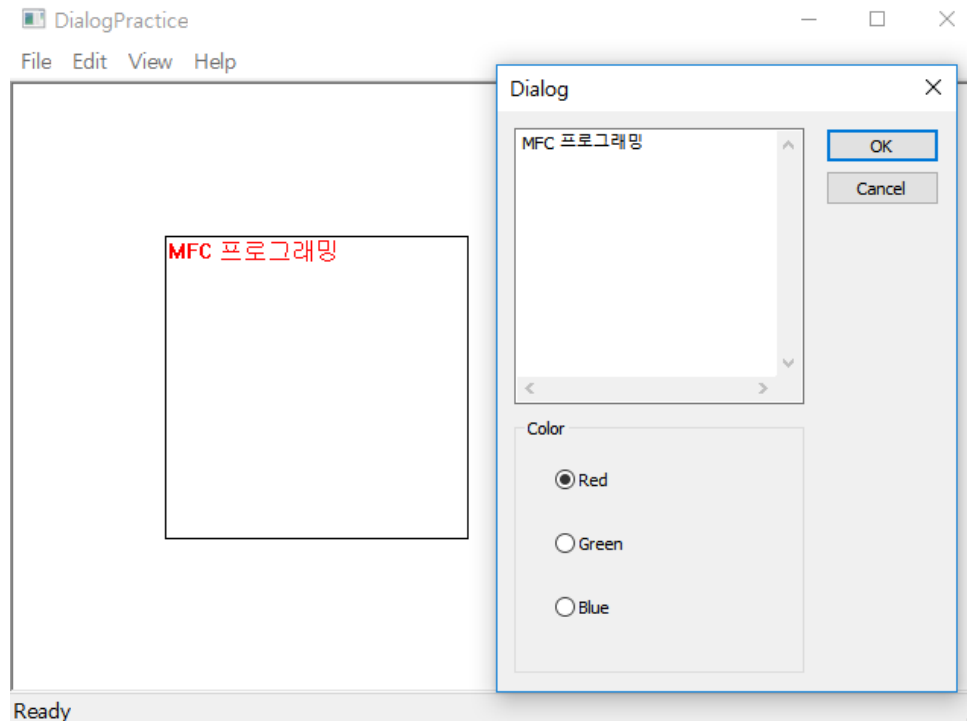 DialogPractice
File Edit View Help
MFC 프로그래밍
Dialog
MFC 프로그래밍
OK
Cancel
Color
Red
Green
Blue
Ready